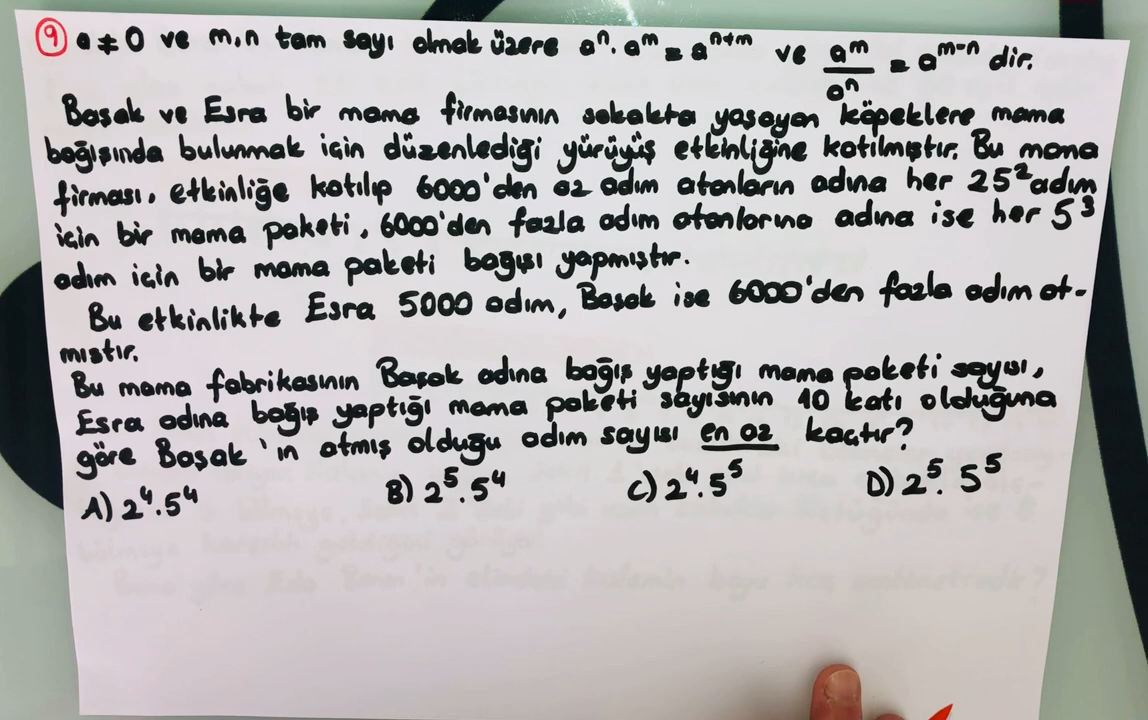 9 a ≠ 0 ve m,n tam sayı olmak üzere aⁿ. aᵐ = aⁿ⁺ᵐ ve aᵐ/aⁿ = aᵐ⁻ⁿ dir.
Başak ve Esra bir mama firmasının sokakta yaşayan köpeklere mama
bağışında bulunmak için düzenlediği yürüyüş etkinliğine katılmıştır. Bu mama
firması, etkinliğe katılıp 6000'den az adım atanların adına her 25² adım
için bir mama paketi, 6000'den fazla adım atanlarına adına ise her 5³
adım için bir mama paketi bağışı yapmıştır.
Bu etkinlikte Esra 5000 adım, Başak ise 6000'den fazla adım at-
mıştır.
Bu mama fabrikasının Başak adına bağış yaptığı mama paketi sayısı,
Esra adına bağış yaptığı mama paketi sayısının 10 katı olduğuna
göre Başak'ın atmış olduğu adım sayısı en az kaçtır?
A) 2⁴.5⁴ B) 2⁵.5⁴ C) 2⁴.5⁵ D) 2⁵.5⁵